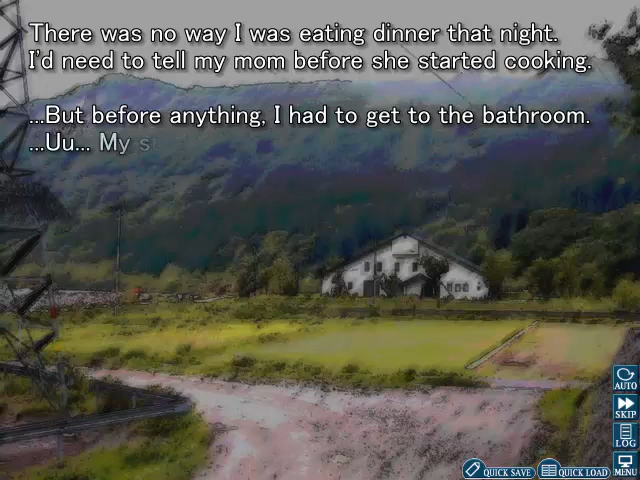 There was no way I was eating dinner that night.
I'd need to tell my mom before she started cooking.
...But before anything, I had to get to the bathroom.
...Uu... My s
AUTO
SKIP
LOG
MENU
QUICK SAVE
QUICK LOAD